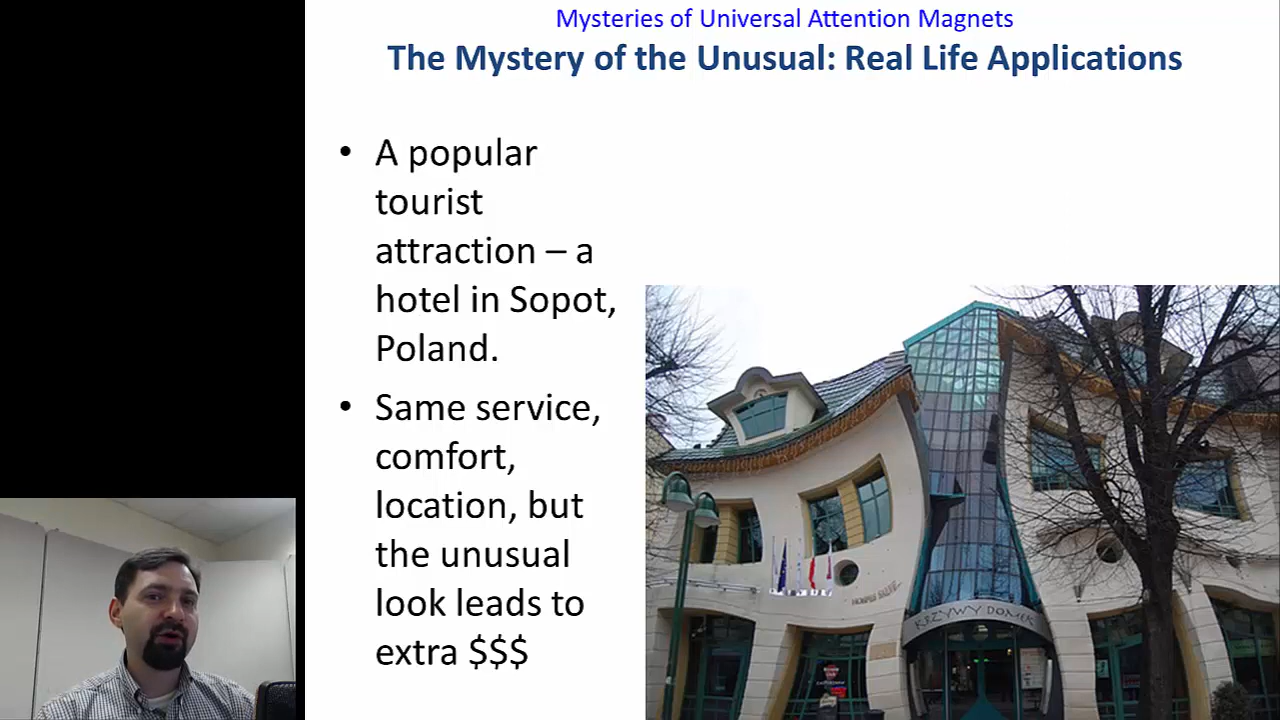 Mysteries of Universal Attention Magnets
The Mystery of the Unusual: Real Life Applications
• A popular
tourist
attraction – a
hotel in Sopot,
Poland.
• Same service,
comfort,
location, but
the unusual
look leads to
extra $$$
KRZYWY DOMEK